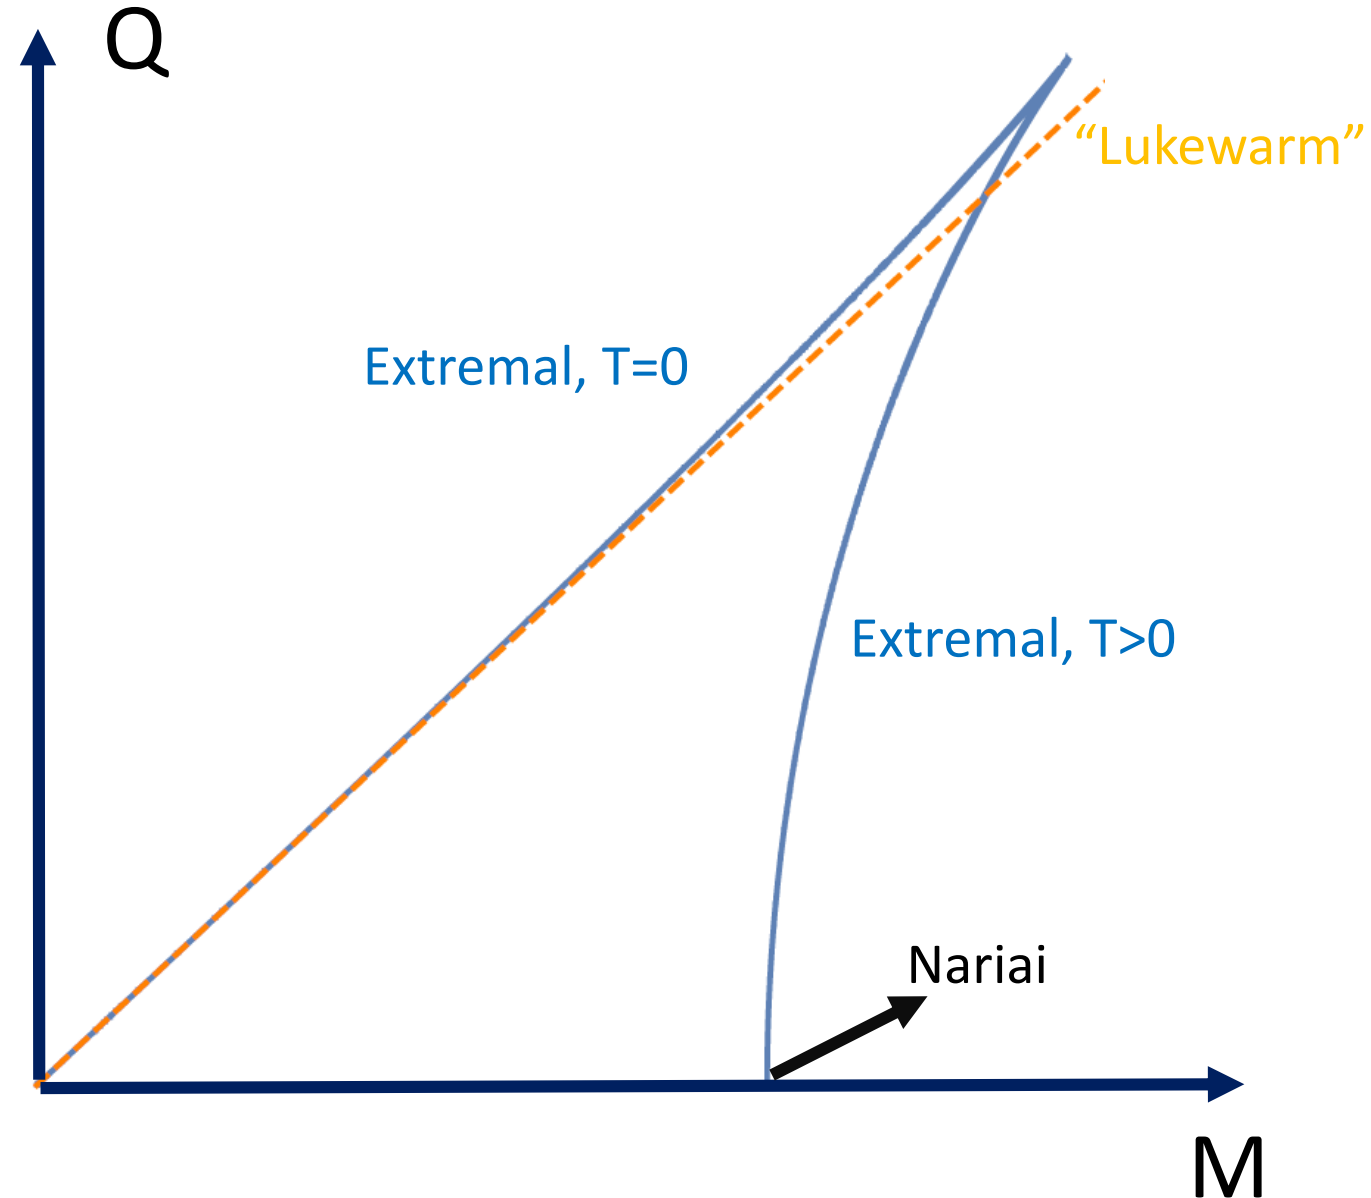 Q
“Lukewarm”
Extremal, T=0
Extremal, T>0
Nariai
M